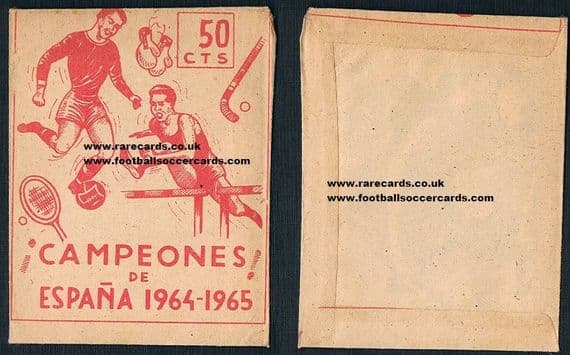 50
CTS
www.rarecards.co.uk
www.footballsoccercards.com
CAMPEONES
DE
ESPAÑA 1964-1965
www.rarecards.co.uk
www.footballsoccercards.com